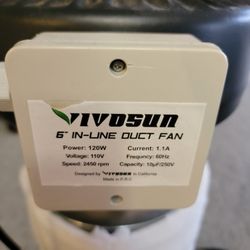 VIVOSUN
6" IN-LINE DUCT FAN
Power: 120W Current: 1.1A
Voltage: 110V Frequncy: 60Hz
Speed: 2450 rpm Capacity: 10μF/250V
Designed by VIVOSUN in California
Made in P.R.C